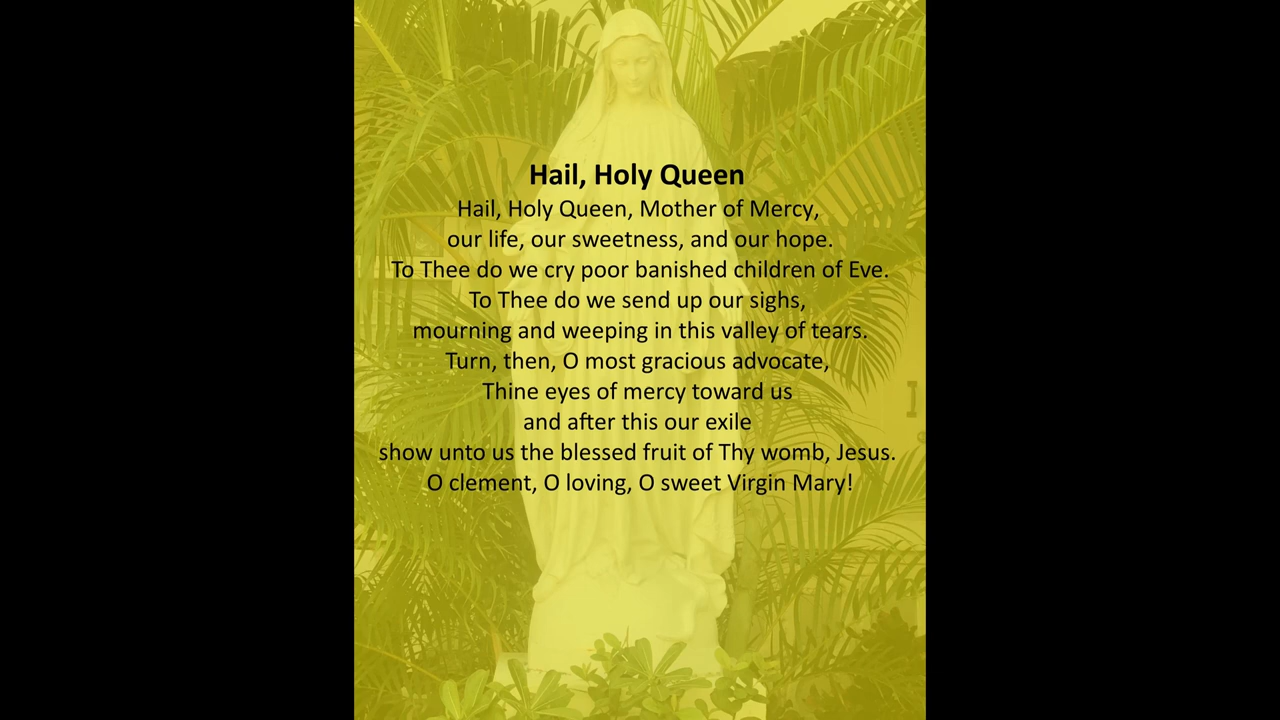 Hail, Holy Queen
Hail, Holy Queen, Mother of Mercy,
our life, our sweetness, and our hope.
To Thee do we cry poor banished children of Eve.
To Thee do we send up our sighs,
mourning and weeping in this valley of tears.
Turn, then, O most gracious advocate,
Thine eyes of mercy toward us
and after this our exile
show unto us the blessed fruit of Thy womb, Jesus.
O clement, O loving, O sweet Virgin Mary!